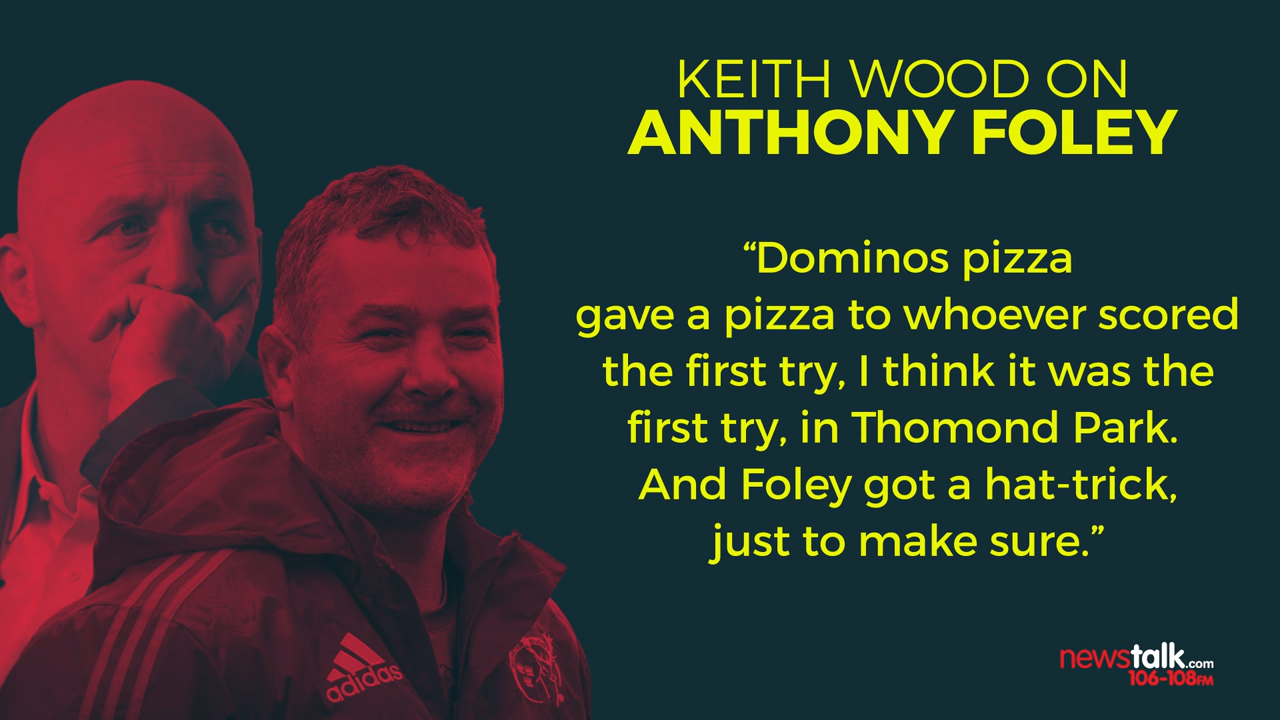 KEITH WOOD ON
ANTHONY FOLEY
“Dominos pizza
gave a pizza to whoever scored
the first try, I think it was the
first try, in Thomond Park.
And Foley got a hat-trick,
just to make sure.”
adidas
newstalk.com
106-108FM